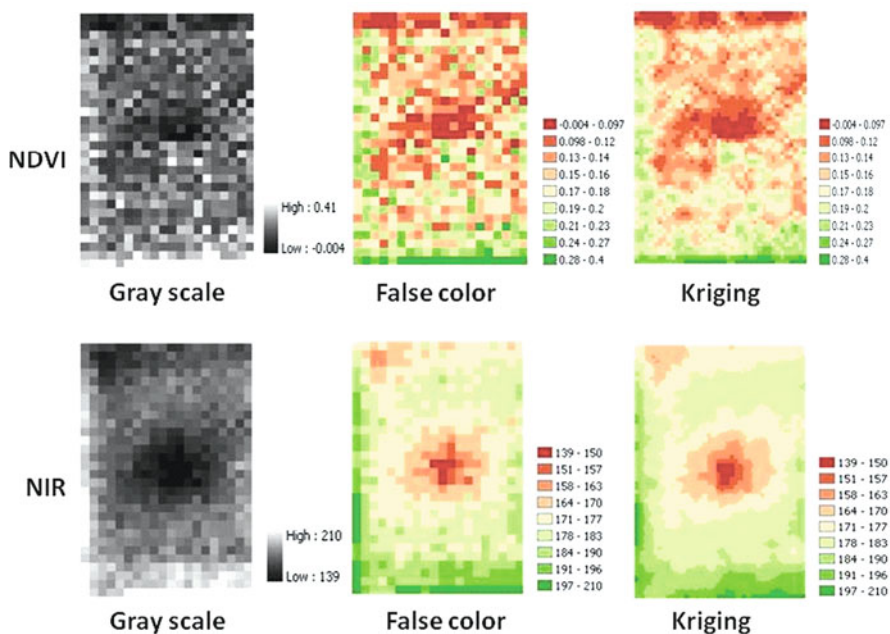 NDVI
High : 0.41
Low : -0.004
-0.004 - 0.097
0.098 - 0.12
0.13 - 0.14
0.15 - 0.16
0.17 - 0.18
0.19 - 0.2
0.21 - 0.23
0.24 - 0.27
0.28 - 0.4
-0.004 - 0.097
0.098 - 0.12
0.13 - 0.14
0.15 - 0.16
0.17 - 0.18
0.19 - 0.2
0.21 - 0.23
0.24 - 0.27
0.28 - 0.4
Gray scale
False color
Kriging
NIR
High : 210
Low : 139
139 - 150
151 - 157
158 - 163
164 - 170
171 - 177
178 - 183
184 - 190
191 - 196
197 - 210
139 - 150
151 - 157
158 - 163
164 - 170
171 - 177
178 - 183
184 - 190
191 - 196
197 - 210
Gray scale
False color
Kriging